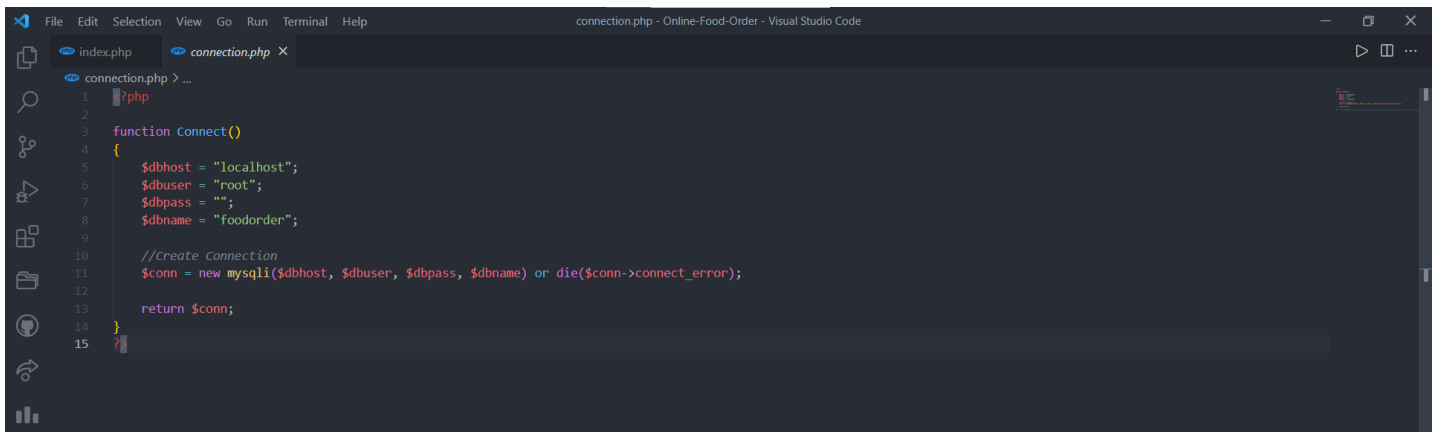 File Edit Selection View Go Run Terminal Help connection.php - Online-Food-Order - Visual Studio Code
php index.php php connection.php
php connection.php > ...
1 <?php
2
3 function Connect()
4 {
5 $dbhost = "localhost";
6 $dbuser = "root";
7 $dbpass = "";
8 $dbname = "foodorder";
9
10 //Create Connection
11 $conn = new mysqli($dbhost, $dbuser, $dbpass, $dbname) or die($conn->connect_error);
12
13 return $conn;
14 }
15 ?>